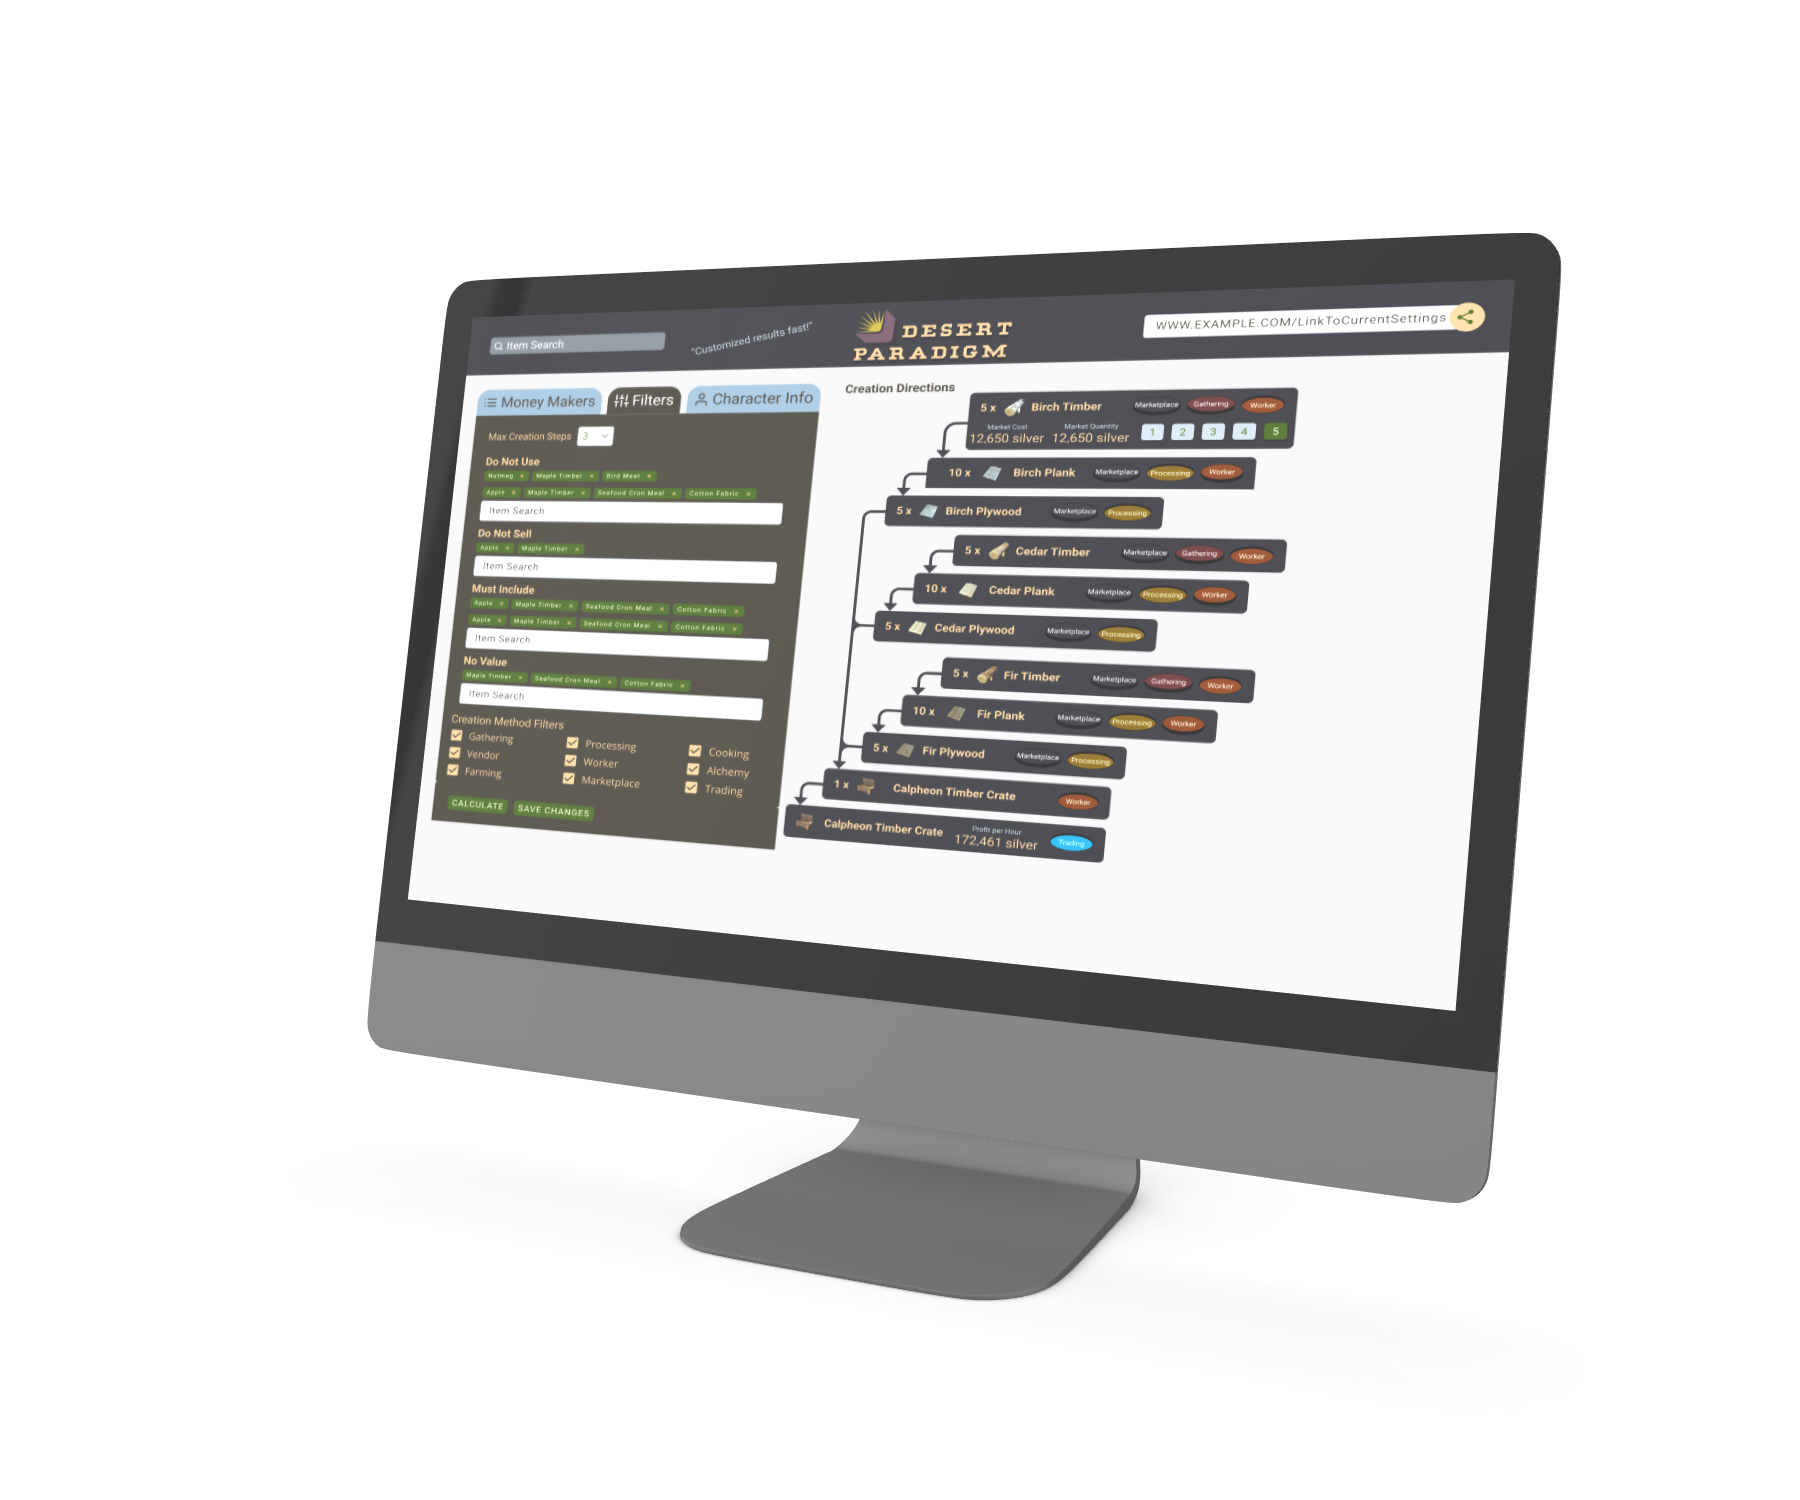 Item Search
"Customized results fast!"
DESERT
PARADIGM
WWW.EXAMPLE.COM/LinkToCurrentSettings
Money Makers
Filters
Character Info
Max Creation Steps 3
Do Not Use
Nutmeg × Maple Timber × Bird Meal ×
Apple × Maple Timber × Seafood Cron Meal × Cotton Fabric ×
Item Search
Do Not Sell
Apple × Maple Timber ×
Item Search
Must Include
Apple × Maple Timber × Seafood Cron Meal × Cotton Fabric ×
Apple × Maple Timber × Seafood Cron Meal × Cotton Fabric ×
Item Search
No Value
Maple Timber × Seafood Cron Meal × Cotton Fabric ×
Item Search
Creation Method Filters
Gathering Processing Cooking
Vendor Worker Alchemy
Farming Marketplace Trading
CALCULATE SAVE CHANGES
Creation Directions
5 x Birch Timber Marketplace Gathering Worker
Market Cost Market Quantity
12,650 silver 12,650 silver 1 2 3 4 5
10 x Birch Plank Marketplace Processing Worker
5 x Birch Plywood Marketplace Processing
5 x Cedar Timber Marketplace Gathering Worker
10 x Cedar Plank Marketplace Processing Worker
5 x Cedar Plywood Marketplace Processing
5 x Fir Timber Marketplace Gathering Worker
10 x Fir Plank Marketplace Processing Worker
5 x Fir Plywood Marketplace Processing
1 x Calpheon Timber Crate Worker
Calpheon Timber Crate Profit per Hour Trading
172,461 silver